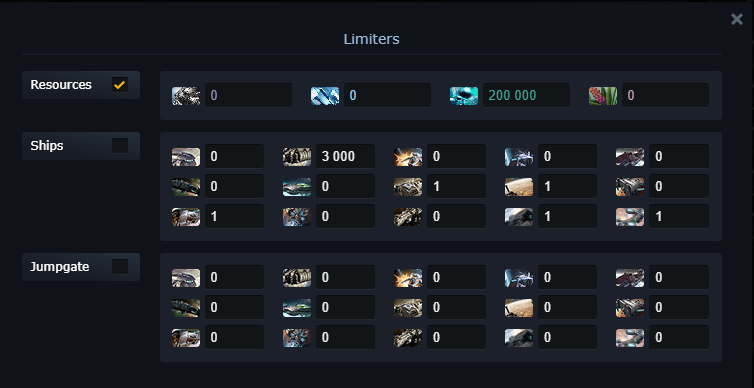 Limiters
Resources 0 0 200 000 0
Ships 0 3 000 0 0 0
0 0 1 1 0
1 0 0 1 1
Jumpgate 0 0 0 0 0
0 0 0 0 0
0 0 0 0 0